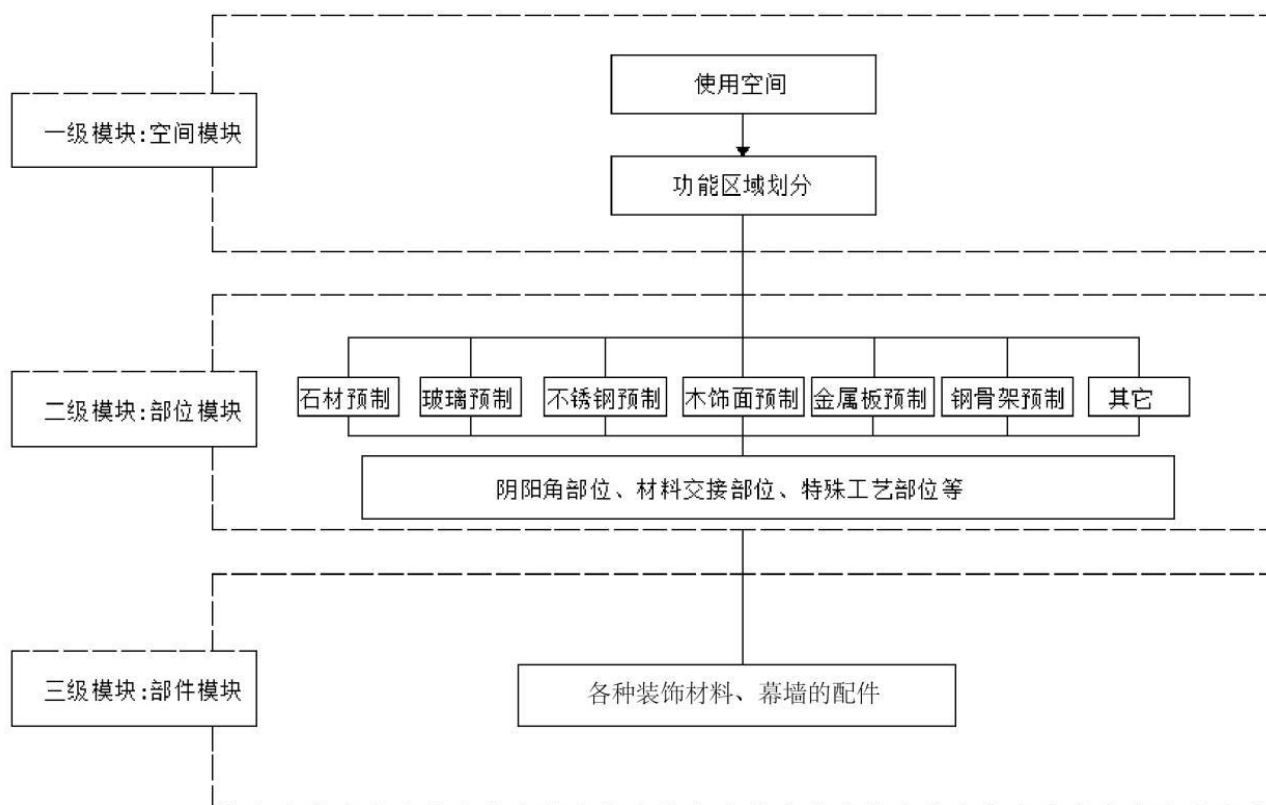 使用空间
一级模块:空间模块
功能区域划分
石材预制
玻璃预制
不锈钢预制
木饰面预制
金属板预制
钢骨架预制
其它
二级模块:部位模块
阴阳角部位、材料交接部位、特殊工艺部位等
三级模块:部件模块
各种装饰材料、幕墙的配件